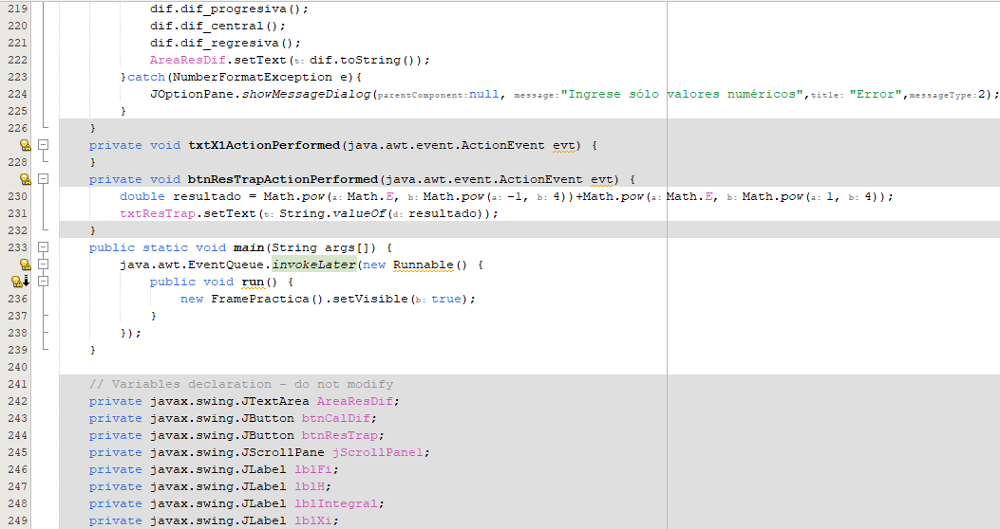 219 dif.dif_progresiva();
220 dif.dif_central();
221 dif.dif_regresiva();
222 AreaResDif.setText(t: dif.toString());
223 }catch(NumberFormatException e){
224 JOptionPane.showMessageDialog(parentComponent:null, message:"Ingrese sólo valores numéricos",title: "Error",messageType:2);
225 }
226 }
private void txtX1ActionPerformed(java.awt.event.ActionEvent evt) {
228 }
private void btnResTrapActionPerformed(java.awt.event.ActionEvent evt) {
230 double resultado = Math.pow(a: Math.E, b: Math.pow(a: -1, b: 4))+Math.pow(a: Math.E, b: Math.pow(a: 1, b: 4));
231 txtResTrap.setText(t: String.valueOf(d: resultado));
232 }
233 public static void main(String args[]) {
java.awt.EventQueue.invokeLater(new Runnable() {
public void run() {
236 new FramePractica().setVisible(b: true);
237 }
238 });
239 }
240
241 // Variables declaration - do not modify
242 private javax.swing.JTextArea AreaResDif;
243 private javax.swing.JButton btnCalDif;
244 private javax.swing.JButton btnResTrap;
245 private javax.swing.JScrollPane jScrollPane1;
246 private javax.swing.JLabel lblFi;
247 private javax.swing.JLabel lblH;
248 private javax.swing.JLabel lblIntegral;
249 private javax.swing.JLabel lblXi;